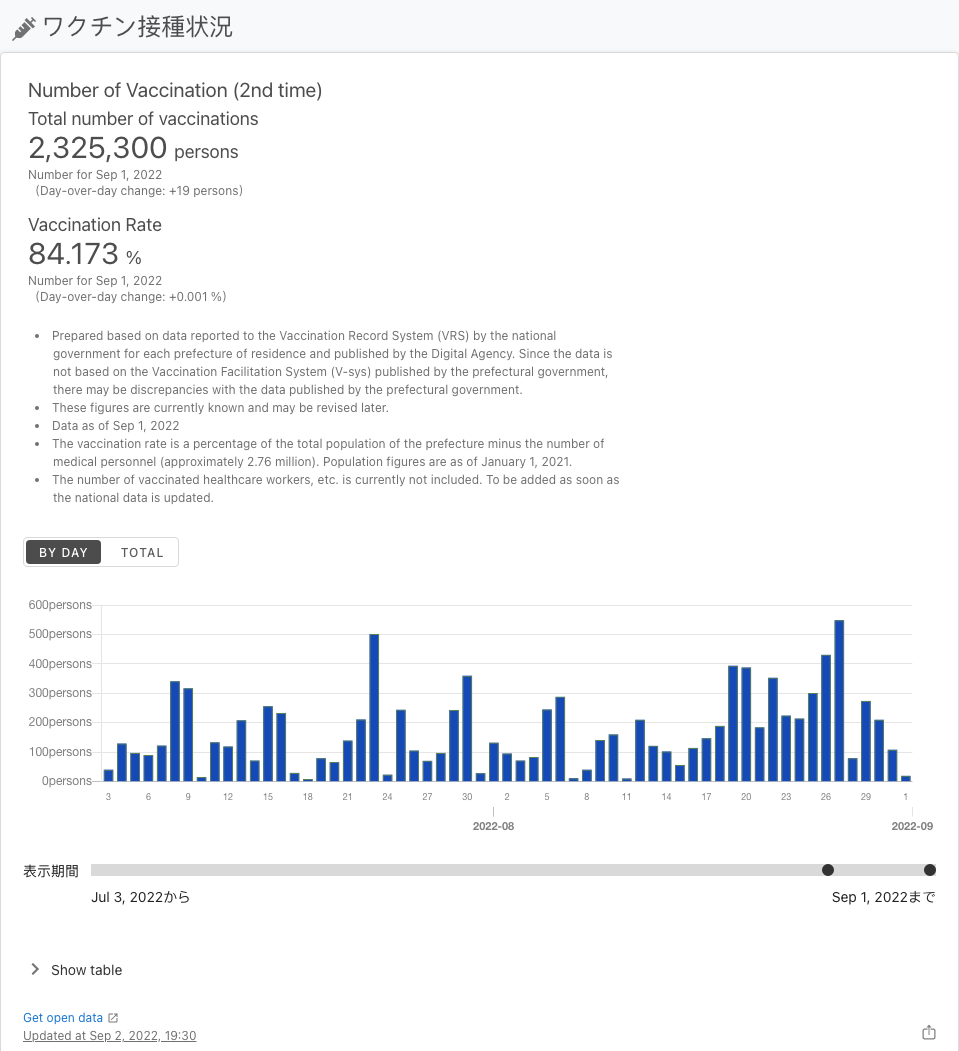 ワクチン接種状況
Number of Vaccination (2nd time)
Total number of vaccinations
2,325,300 persons
Number for Sep 1, 2022
(Day-over-day change: +19 persons)
Vaccination Rate
84.173 %
Number for Sep 1, 2022
(Day-over-day change: +0.001 %)
• Prepared based on data reported to the Vaccination Record System (VRS) by the national
government for each prefecture of residence and published by the Digital Agency. Since the data is
not based on the Vaccination Facilitation System (V-sys) published by the prefectural government,
there may be discrepancies with the data published by the prefectural government.
• These figures are currently known and may be revised later.
• Data as of Sep 1, 2022
• The vaccination rate is a percentage of the total population of the prefecture minus the number of
medical personnel (approximately 2.76 million). Population figures are as of January 1, 2021.
• The number of vaccinated healthcare workers, etc. is currently not included. To be added as soon as
the national data is updated.
BY DAY TOTAL
600persons
500persons
400persons
300persons
200persons
100persons
0persons
3 6 9 12 15 18 21 24 27 30 2 5 8 11 14 17 20 23 26 29 1
2022-08 2022-09
表示期間
Jul 3, 2022から Sep 1, 2022まで
Show table
Get open data
Updated at Sep 2, 2022, 19:30